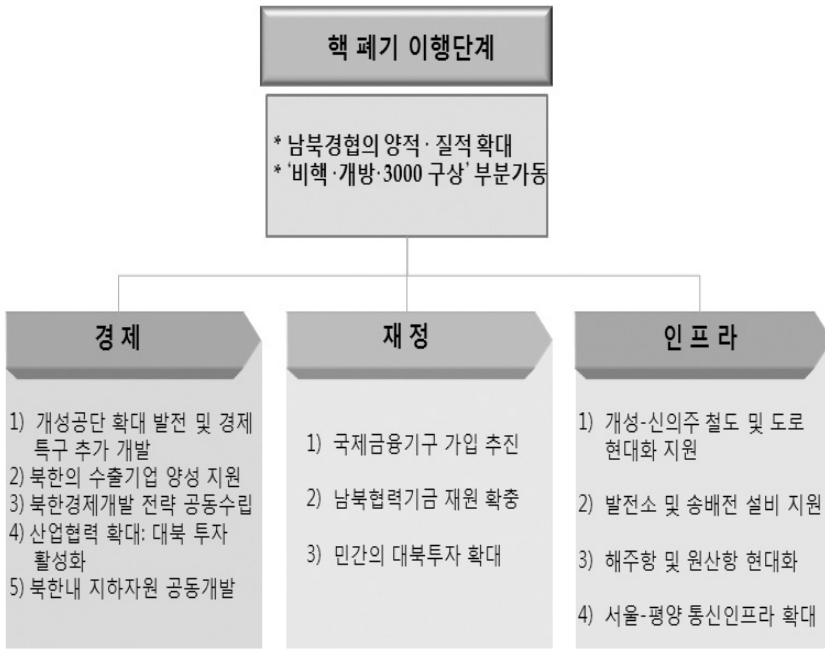 핵 폐기 이행단계
* 남북경협의 양적·질적 확대
* '비핵·개방·3000 구상' 부분가동
경 제
1) 개성공단 확대 발전 및 경제
특구 추가 개발
2) 북한의 수출기업 양성 지원
3) 북한경제개발 전략 공동수립
4) 산업협력 확대: 대북 투자
활성화
5) 북한내 지하자원 공동개발
재 정
1) 국제금융기구 가입 추진
2) 남북협력기금 재원 확충
3) 민간의 대북투자 확대
인 프 라
1) 개성-신의주 철도 및 도로
현대화 지원
2) 발전소 및 송배전 설비 지원
3) 해주항 및 원산항 현대화
4) 서울-평양 통신인프라 확대